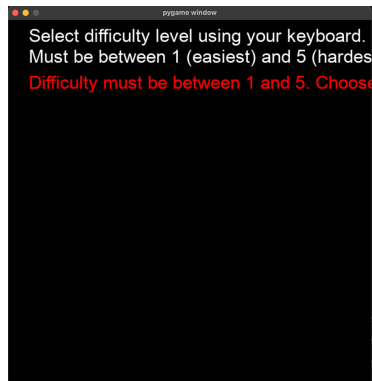 pygame window
Select difficulty level using your keyboard.
Must be between 1 (easiest) and 5 (hardes
Difficulty must be between 1 and 5. Choose